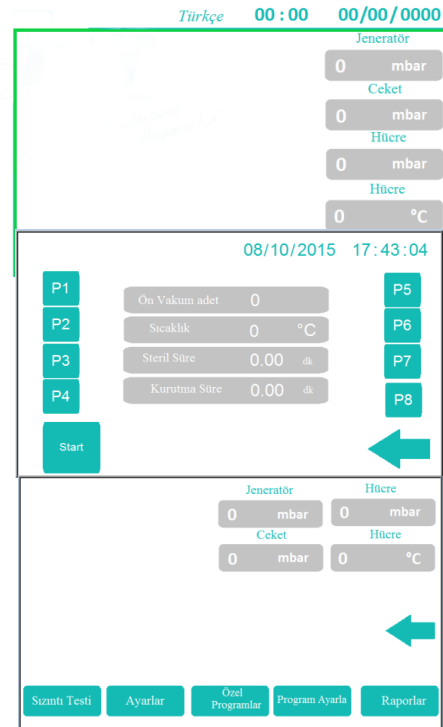 Türkçe 00:00 00/00/0000
Jeneratör
0 mbar
Ceket
0 mbar
Hücre
0 mbar
Hücre
0 °C
08/10/2015 17:43:04
P1 P5
Ön Vakum adet 0
P2 P6
Sıcaklık 0 °C
P3 P7
Steril Süre 0.00 dk
P4 P8
Kurutma Süre 0.00 dk
Start
Jeneratör Hücre
0 mbar 0 mbar
Ceket Hücre
0 mbar 0 °C
Sızıntı Testi Ayarlar Özel Programlar Program Ayarla Raporlar